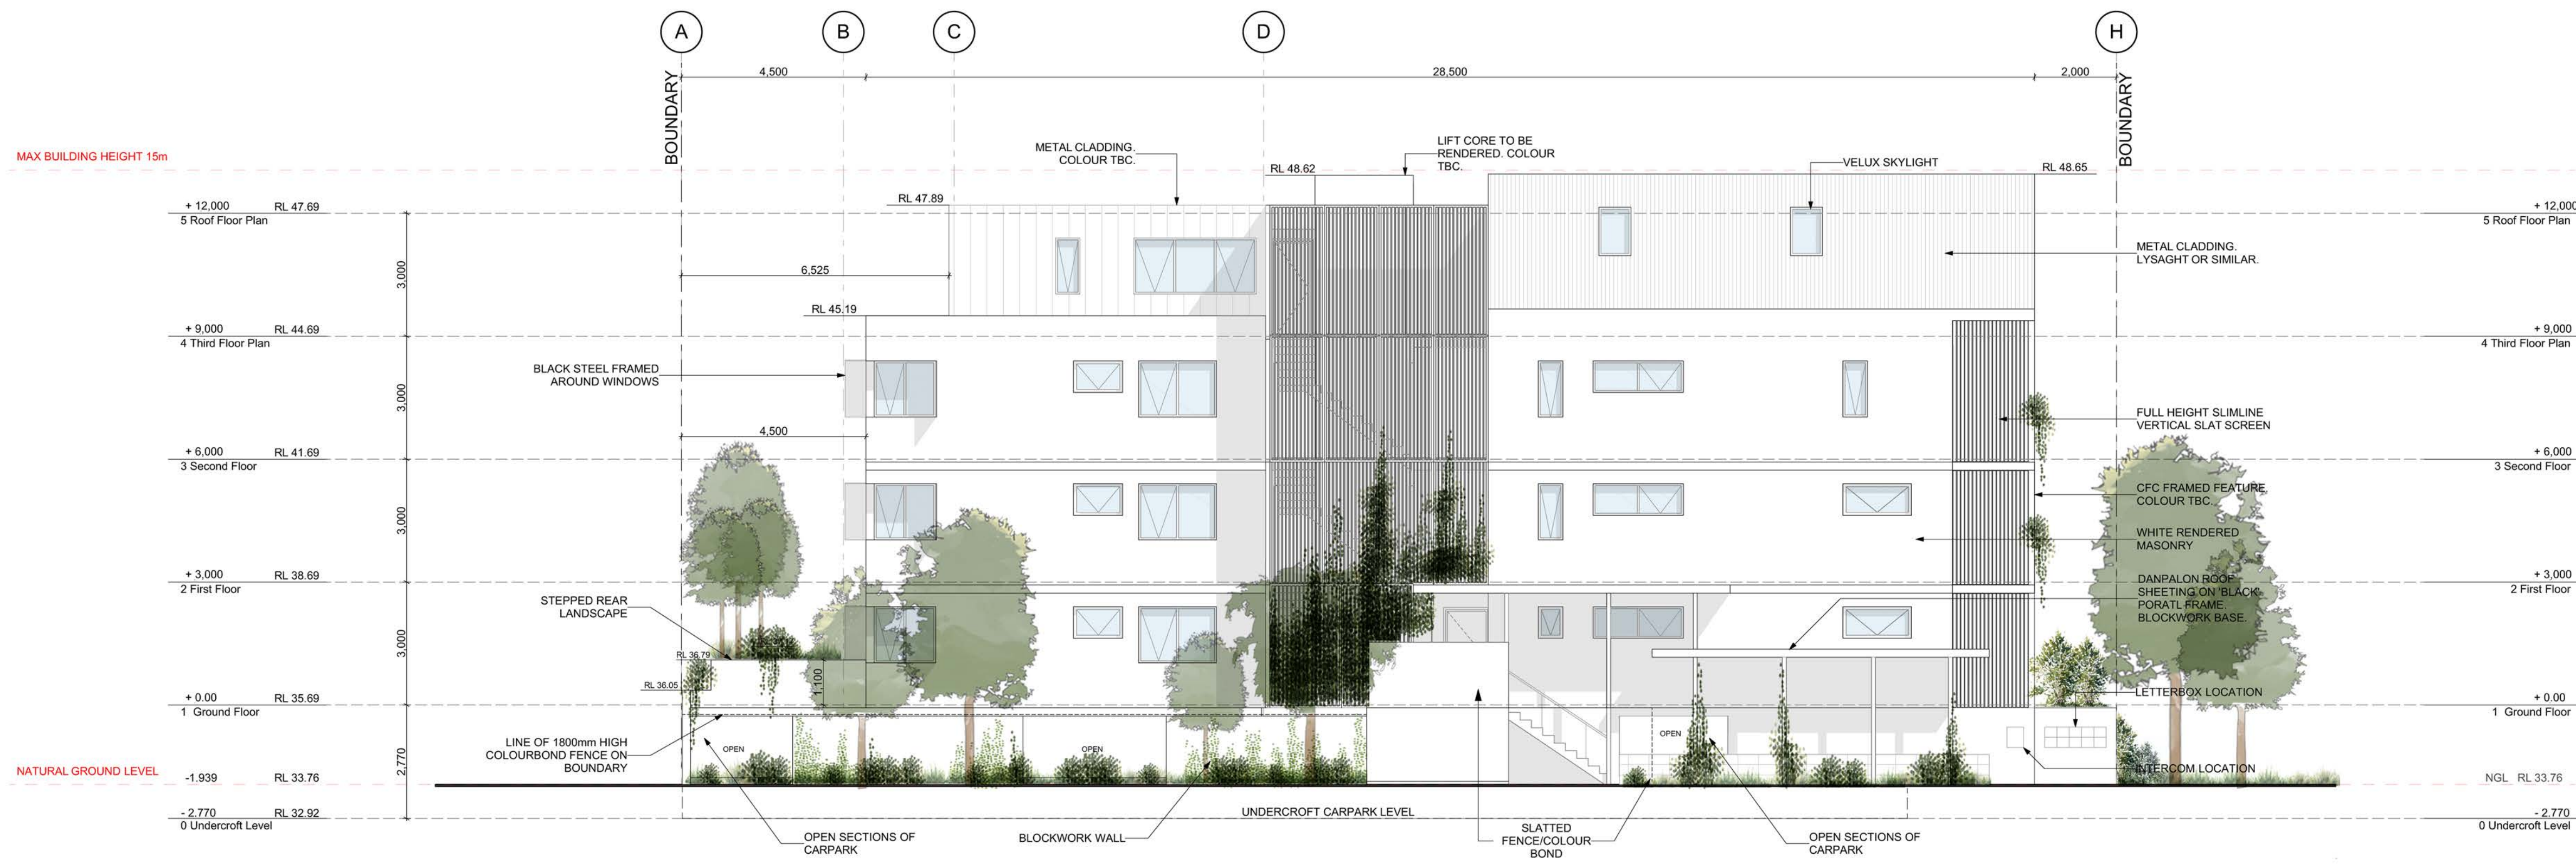 A
B
C
D
H
BOUNDARY
BOUNDARY
4,500
28,500
2,000
MAX BUILDING HEIGHT 15m
METAL CLADDING.
COLOUR TBC.
LIFT CORE TO BE
RENDERED. COLOUR
TBC.
VELUX SKYLIGHT
RL 48.62
RL 48.65
RL 47.89
+ 12,000
RL 47.69
5 Roof Floor Plan
+ 12,000
5 Roof Floor Plan
METAL CLADDING.
LYSAGHT OR SIMILAR.
3,000
6,525
RL 45.19
+ 9,000
RL 44.69
4 Third Floor Plan
+ 9,000
4 Third Floor Plan
BLACK STEEL FRAMED
AROUND WINDOWS
3,000
FULL HEIGHT SLIMLINE
VERTICAL SLAT SCREEN
4,500
+ 6,000
RL 41.69
3 Second Floor
+ 6,000
3 Second Floor
CFC FRAMED FEATURE,
COLOUR TBC.
3,000
WHITE RENDERED
MASONRY
+ 3,000
RL 38.69
2 First Floor
+ 3,000
2 First Floor
DANPALON ROOF
SHEETING ON 'BLACK'
PORATL FRAME.
BLOCKWORK BASE.
STEPPED REAR
LANDSCAPE
3,000
RL 36.79
RL 36.05
1,100
+ 0.00
RL 35.69
1 Ground Floor
LETTERBOX LOCATION
+ 0.00
1 Ground Floor
LINE OF 1800mm HIGH
COLOURBOND FENCE ON
BOUNDARY
OPEN
OPEN
OPEN
2,770
NATURAL GROUND LEVEL
-1.939
RL 33.76
INTERCOM LOCATION
NGL RL 33.76
- 2.770
RL 32.92
0 Undercroft Level
UNDERCROFT CARPARK LEVEL
- 2.770
0 Undercroft Level
OPEN SECTIONS OF
CARPARK
BLOCKWORK WALL
SLATTED
FENCE/COLOUR
BOND
OPEN SECTIONS OF
CARPARK